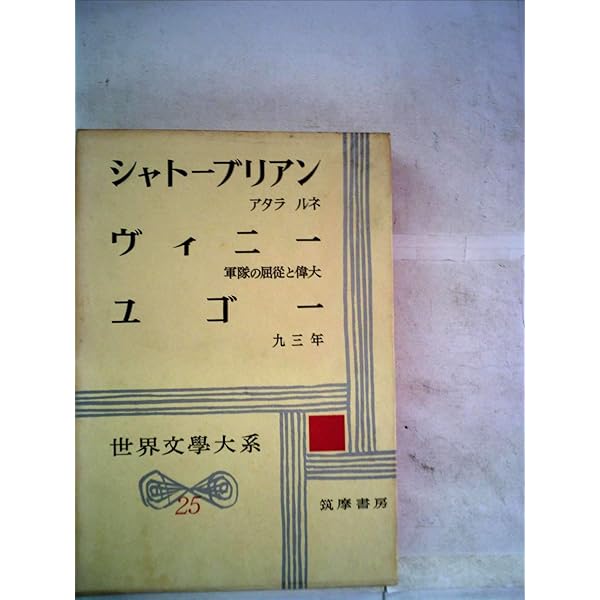 シャトーブリアン
アタラ ルネ
ヴィニー
軍隊の屈從と偉大
ユゴー
九三年
世界文學大系
25
筑摩書房